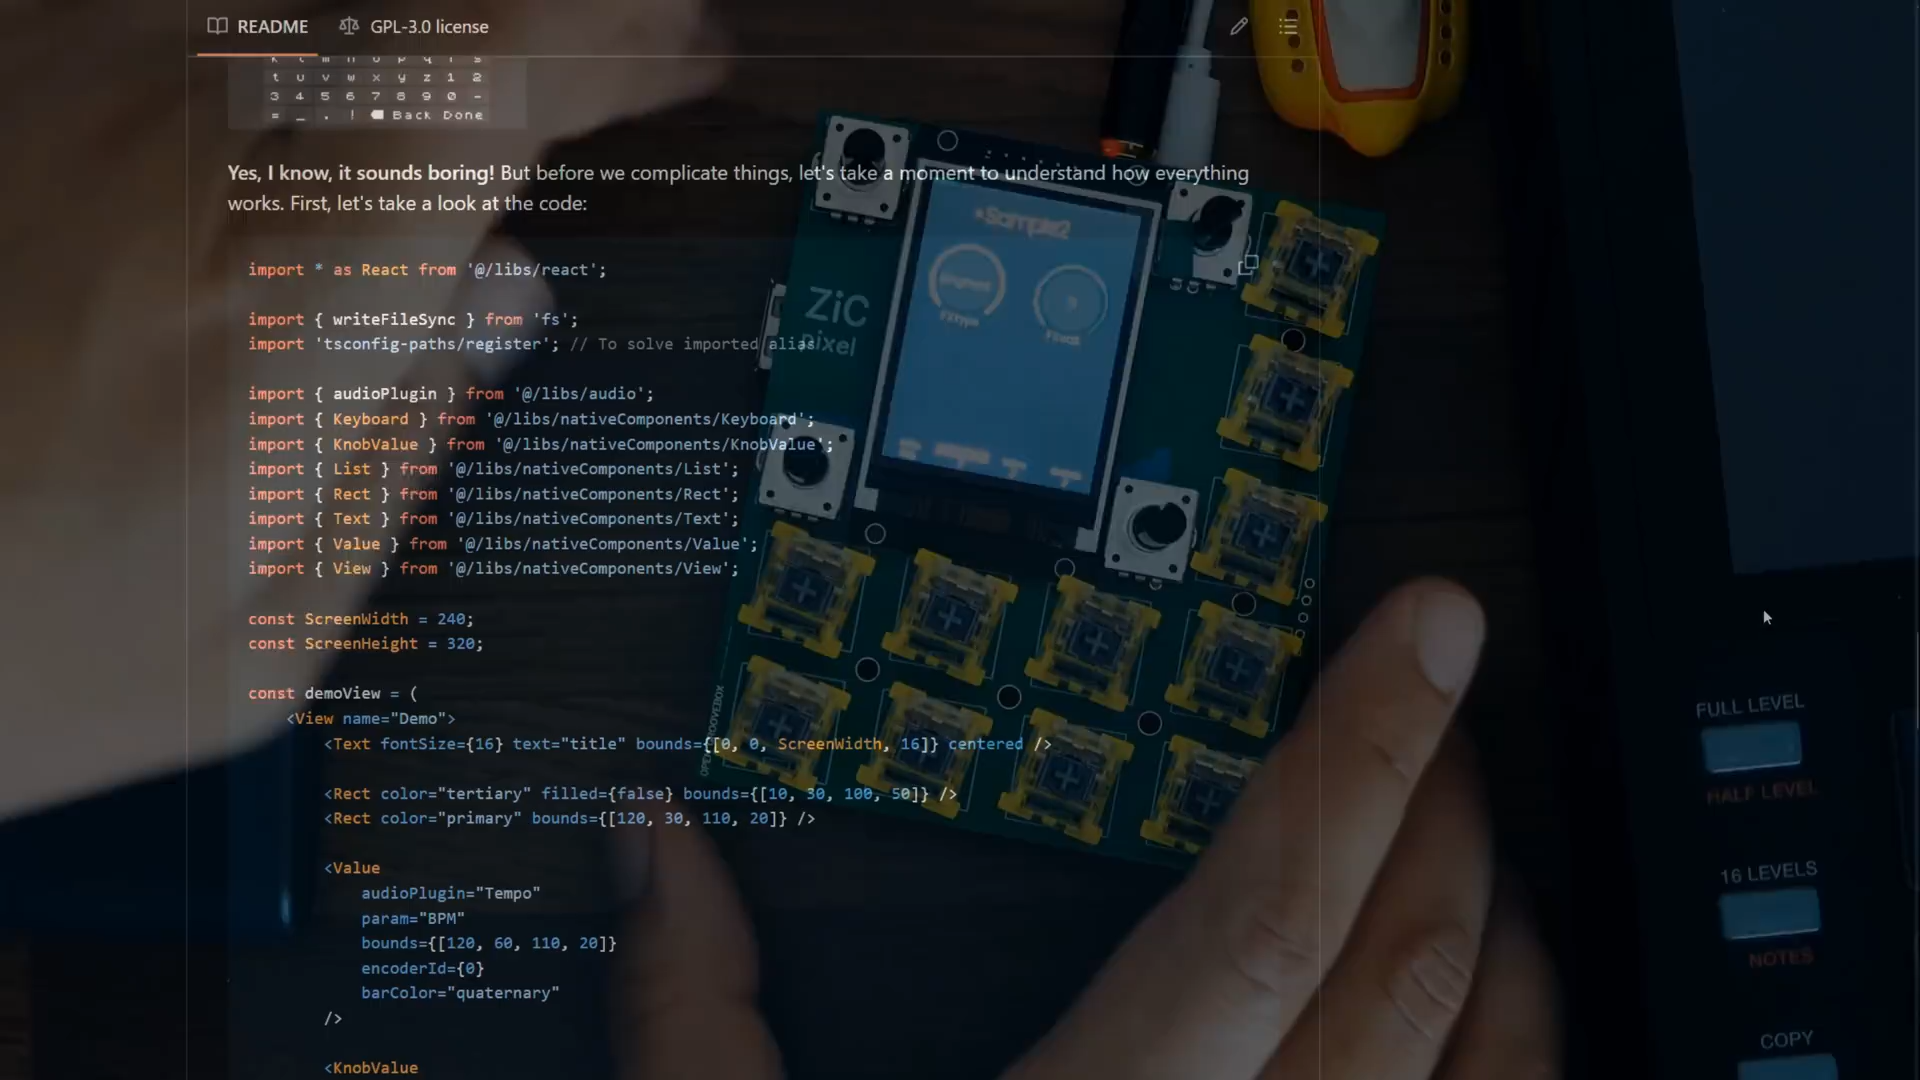 README
GPL-3.0 license
t u v w x y z 1 2
3 4 5 6 7 8 9 0 -
= _ . ! Back Done
Yes, I know, it sounds boring! But before we complicate things, let's take a moment to understand how everything
works. First, let's take a look at the code:
import * as React from '@/libs/react';
import { writeFileSync } from 'fs';
import 'tsconfig-paths/register'; // To solve imported alias
import { audioPlugin } from '@/libs/audio';
import { Keyboard } from '@/libs/nativeComponents/Keyboard';
import { KnobValue } from '@/libs/nativeComponents/KnobValue';
import { List } from '@/libs/nativeComponents/List';
import { Rect } from '@/libs/nativeComponents/Rect';
import { Text } from '@/libs/nativeComponents/Text';
import { Value } from '@/libs/nativeComponents/Value';
import { View } from '@/libs/nativeComponents/View';
const ScreenWidth = 240;
const ScreenHeight = 320;
const demoView = (
<View name="Demo">
<Text fontSize={16} text="title" bounds={[0, 0, ScreenWidth, 16]} centered />
<Rect color="tertiary" filled={false} bounds={[10, 30, 100, 50]} />
<Rect color="primary" bounds={[120, 30, 110, 20]} />
<Value
audioPlugin="Tempo"
param="BPM"
bounds={[120, 60, 110, 20]}
encoderId={0}
barColor="quaternary"
/>
<KnobValue
ZiC
Pixel
FULL LEVEL
HALF LEVEL
16 LEVELS
NOTES
COPY